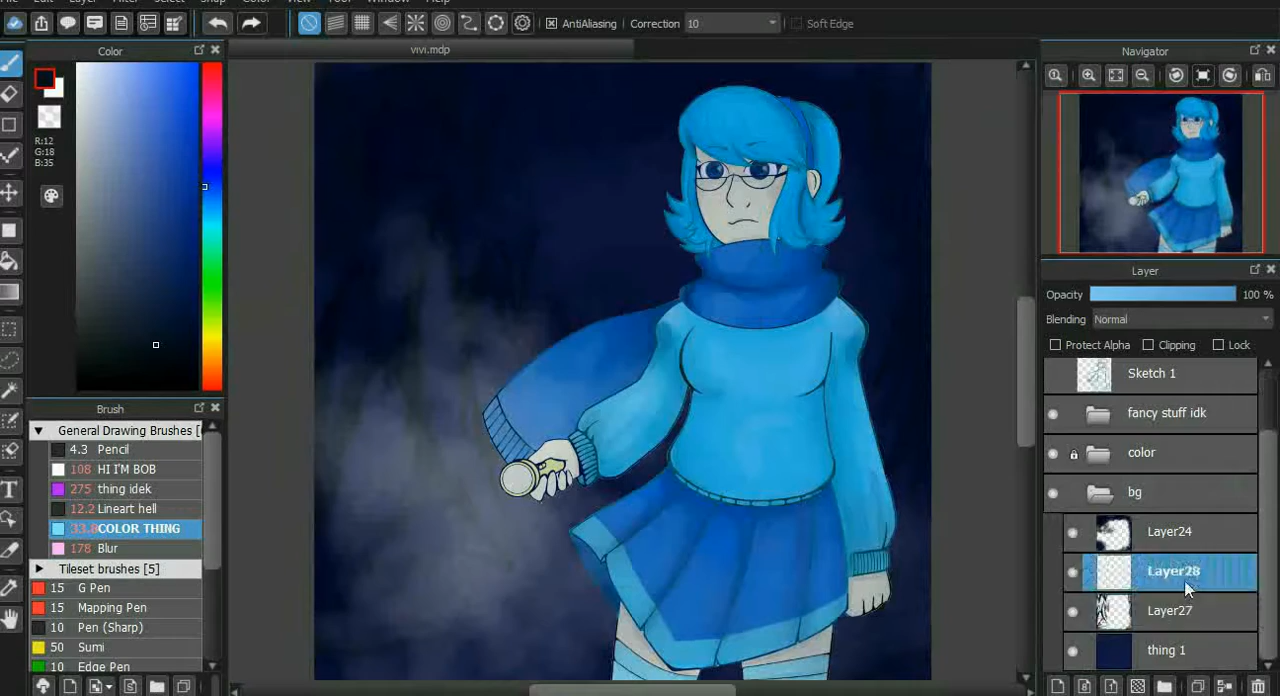 AntiAliasing Correction 10 Soft Edge
Color
vivi.mdp
Navigator
R:12
G:18
B:35
Layer
Opacity 100 %
Blending Normal
Protect Alpha Clipping Lock
Sketch 1
fancy stuff idk
color
bg
Layer24
Layer28
Layer27
thing 1
Brush
General Drawing Brushes [
4.3 Pencil
108 HI I'M BOB
275 thing idek
12.2 Lineart hell
COLOR THING
178 Blur
Tileset brushes [5]
15 G Pen
15 Mapping Pen
10 Pen (Sharp)
50 Sumi
10 Edge Pen